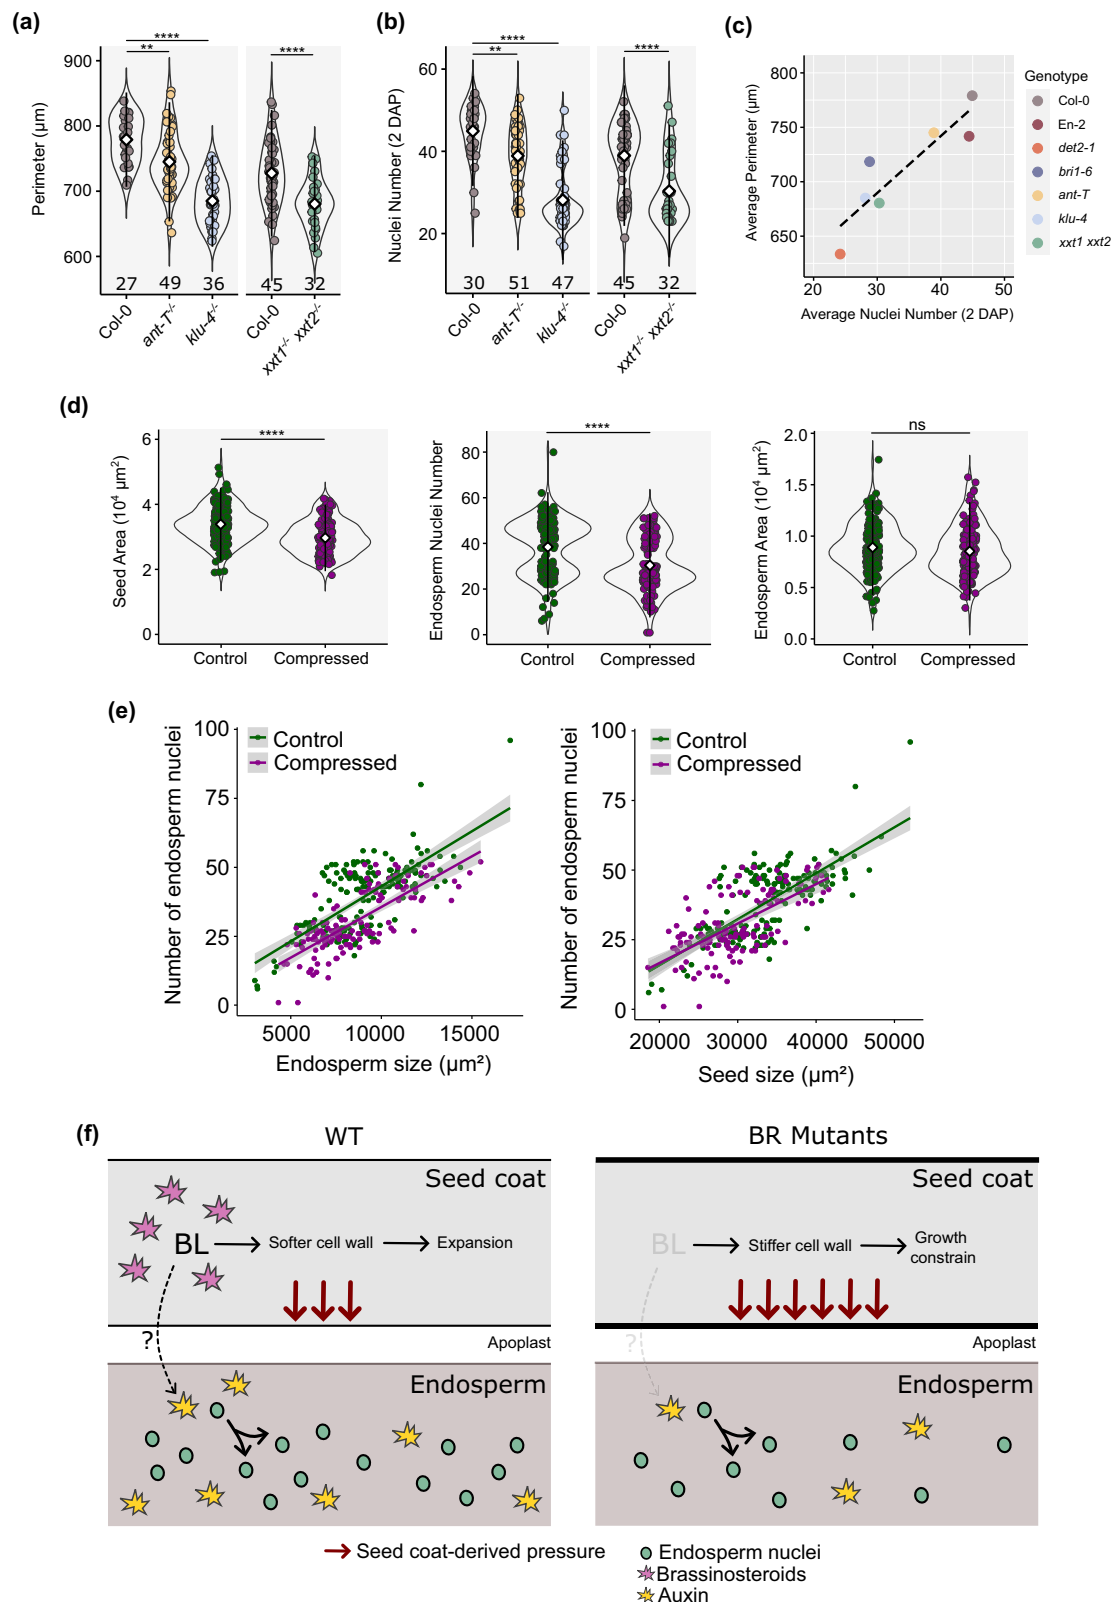 (a)
Perimeter (µm)
900
800
700
600
****
**
****
27
49
36
45
32
Col-0
ant-T-/-
klu-4-/-
Col-0
xxt1-/- xxt2-/-
(b)
Nuclei Number (2 DAP)
60
40
20
****
**
****
30
51
47
45
32
Col-0
ant-T-/-
klu-4-/-
Col-0
xxt1-/- xxt2-/-
(c)
Average Perimeter (µm)
800
750
700
650
20
30
40
50
Average Nuclei Number (2 DAP)
Genotype
Col-0
En-2
det2-1
bri1-6
ant-T
klu-4
xxt1 xxt2
(d)
Seed Area (10⁴ µm²)
6
4
2
0
****
Control
Compressed
Endosperm Nuclei Number
80
60
40
20
0
****
Control
Compressed
Endosperm Area (10⁴ µm²)
2.0
1.5
1.0
0.5
0.0
ns
Control
Compressed
(e)
Number of endosperm nuclei
100
75
50
25
0
Control
Compressed
5000
10000
15000
Endosperm size (µm²)
Number of endosperm nuclei
100
75
50
25
0
Control
Compressed
20000
30000
40000
50000
Seed size (µm²)
(f)
WT
Seed coat
BL
Softer cell wall
Expansion
?
Apoplast
Endosperm
BR Mutants
Seed coat
BL
Stiffer cell wall
Growth
constrain
?
Apoplast
Endosperm
Seed coat-derived pressure
Endosperm nuclei
Brassinosteroids
Auxin